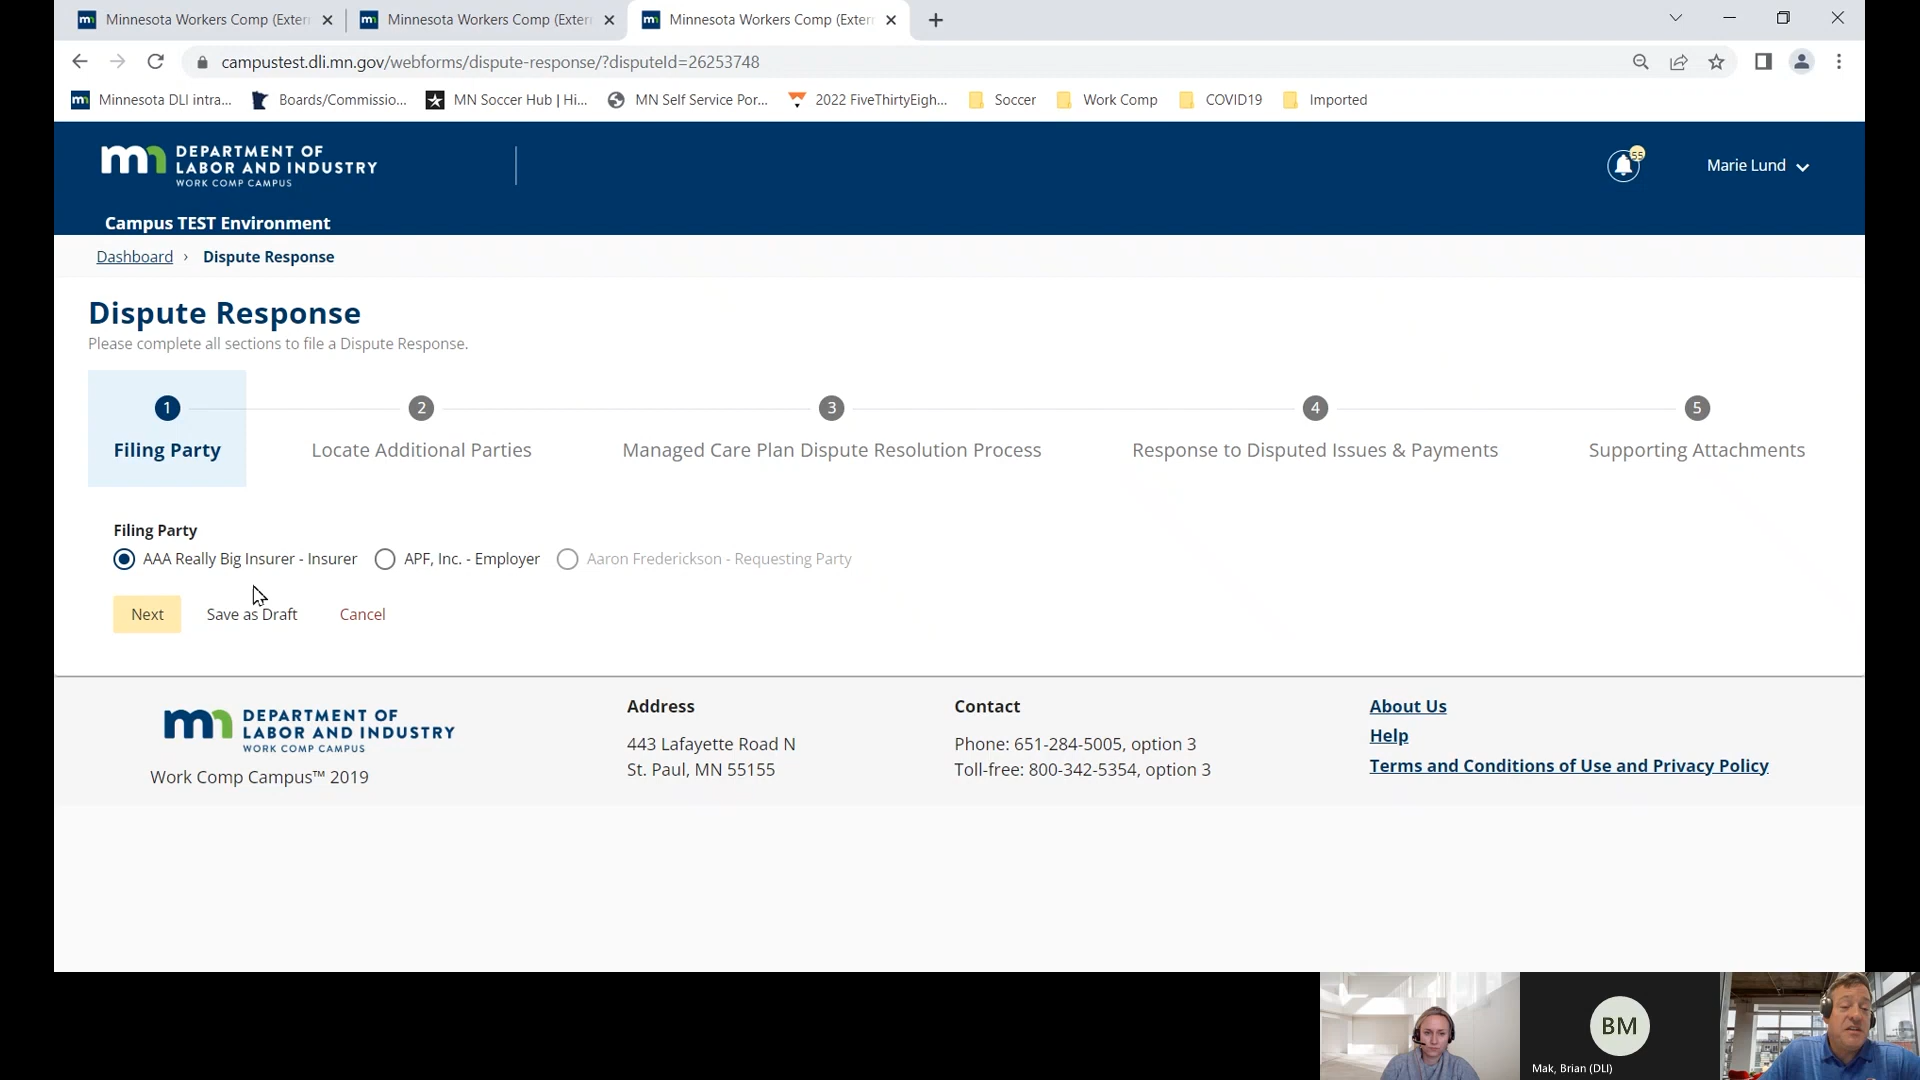 Minnesota Workers Comp (Exter
Minnesota Workers Comp (Exter
Minnesota Workers Comp (Exter
campustest.dli.mn.gov/webforms/dispute-response/?disputeId=26253748
Minnesota DLI intra...
Boards/Commissio...
MN Soccer Hub | Hi...
MN Self Service Por...
2022 FiveThirtyEigh...
Soccer
Work Comp
COVID19
Imported
mn DEPARTMENT OF
LABOR AND INDUSTRY
WORK COMP CAMPUS
55
Marie Lund
Campus TEST Environment
Dashboard › Dispute Response
Dispute Response
Please complete all sections to file a Dispute Response.
1
2
3
4
5
Filing Party
Locate Additional Parties
Managed Care Plan Dispute Resolution Process
Response to Disputed Issues & Payments
Supporting Attachments
Filing Party
AAA Really Big Insurer - Insurer
APF, Inc. - Employer
Aaron Frederickson - Requesting Party
Next
Save as Draft
Cancel
mn DEPARTMENT OF
LABOR AND INDUSTRY
WORK COMP CAMPUS
Work Comp Campus™ 2019
Address
443 Lafayette Road N
St. Paul, MN 55155
Contact
Phone: 651-284-5005, option 3
Toll-free: 800-342-5354, option 3
About Us
Help
Terms and Conditions of Use and Privacy Policy
BM
Mak, Brian (DLI)